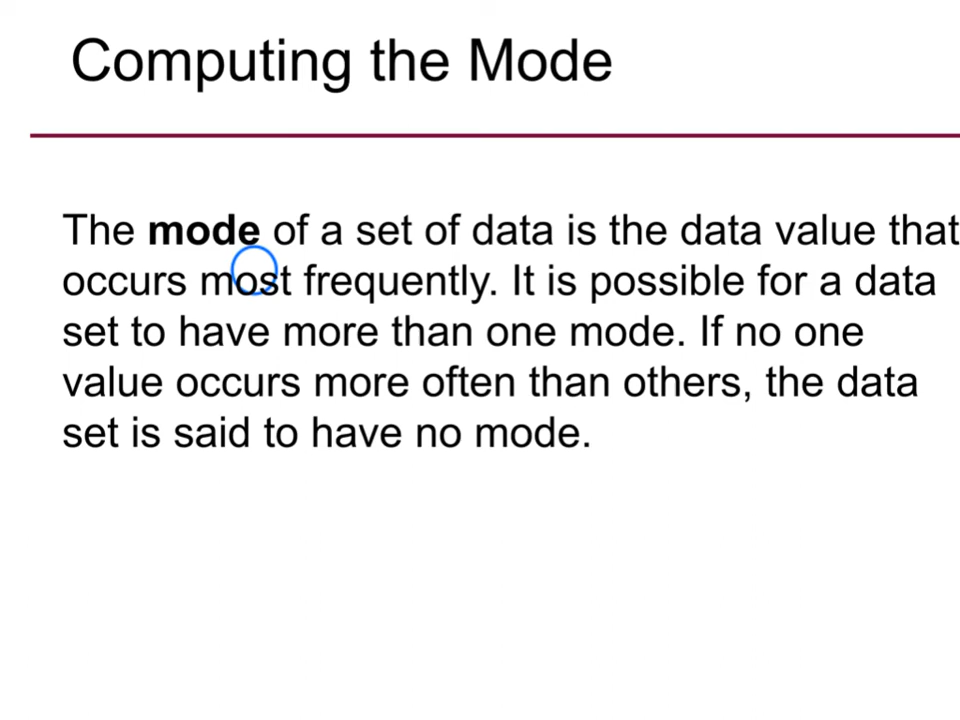 Computing the Mode
The mode of a set of data is the data value that
occurs most frequently. It is possible for a data
set to have more than one mode. If no one
value occurs more often than others, the data
set is said to have no mode.